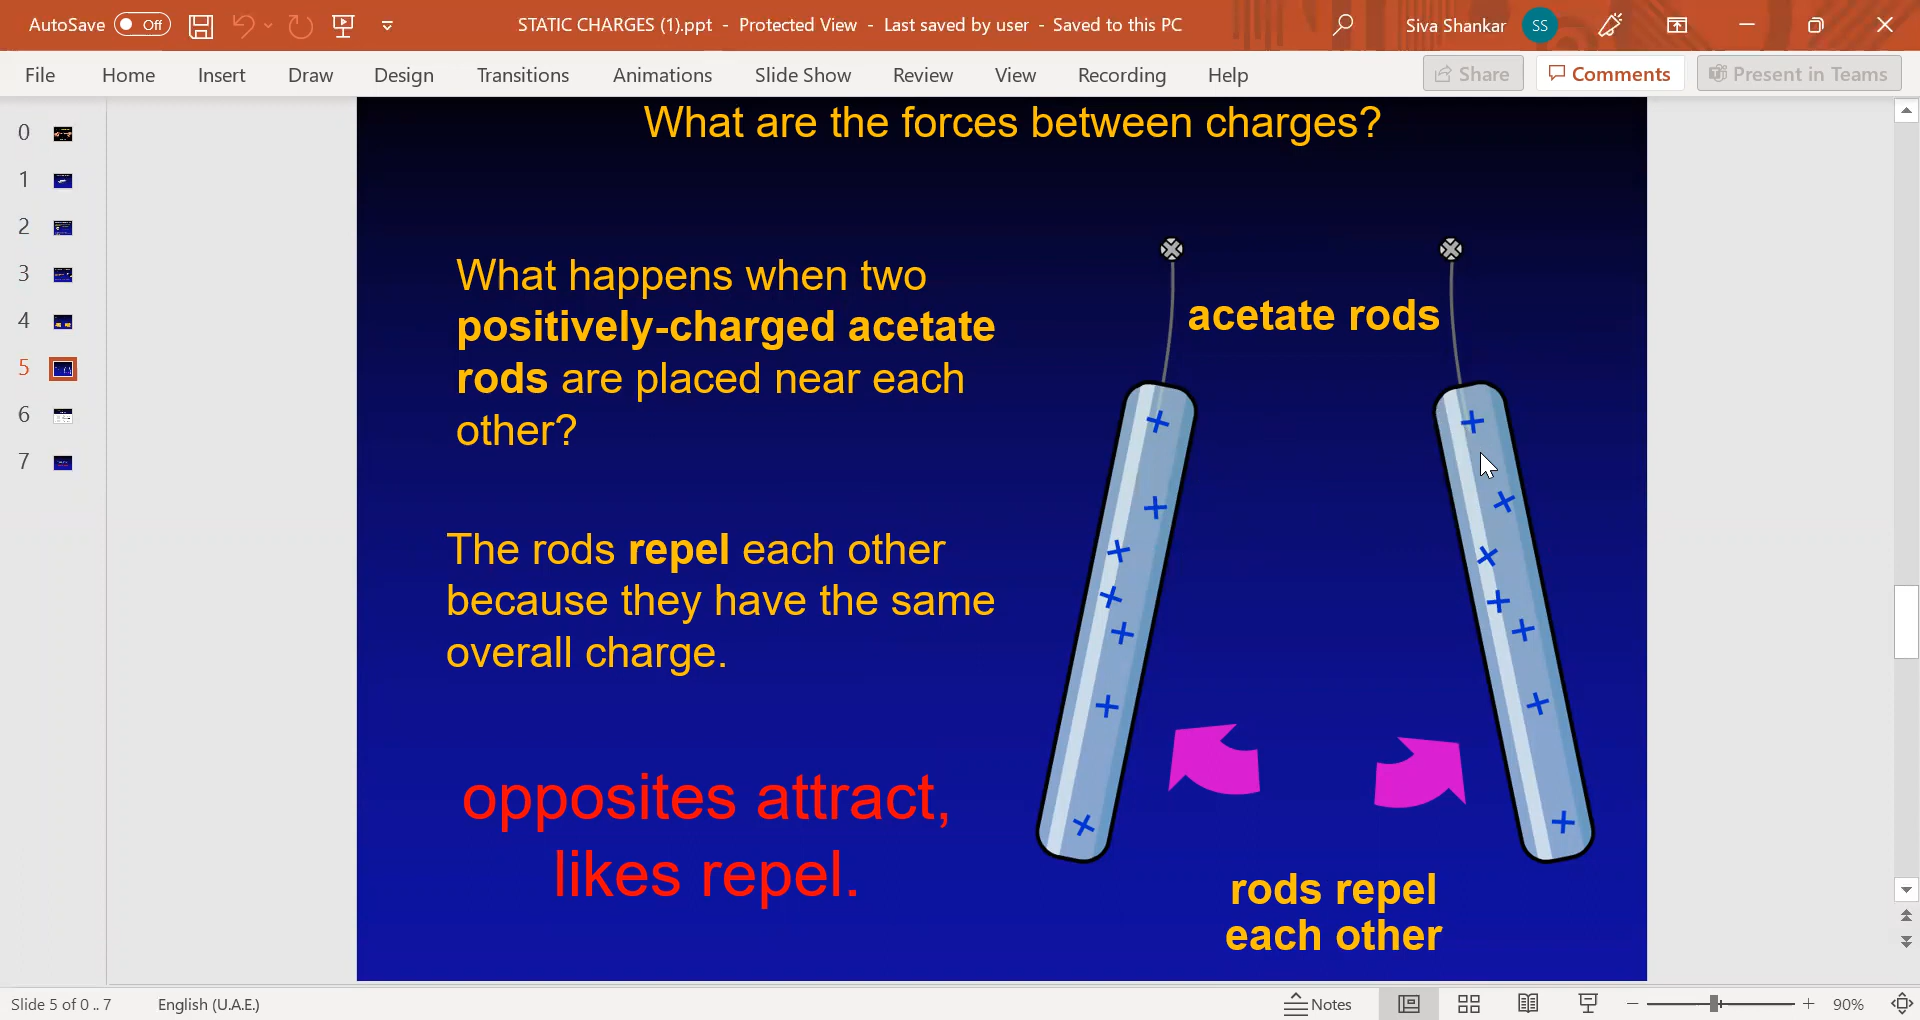 AutoSave Off STATIC CHARGES (1).ppt - Protected View - Last saved by user - Saved to this PC Siva Shankar SS
File Home Insert Draw Design Transitions Animations Slide Show Review View Recording Help Share Comments Present in Teams
0
1
2
3
4
5
6
7
What are the forces between charges?
What happens when two
positively-charged acetate
rods are placed near each
other?
acetate rods
The rods repel each other
because they have the same
overall charge.
opposites attract,
likes repel.
rods repel
each other
Slide 5 of 0 .. 7 English (U.A.E.) Notes 90%